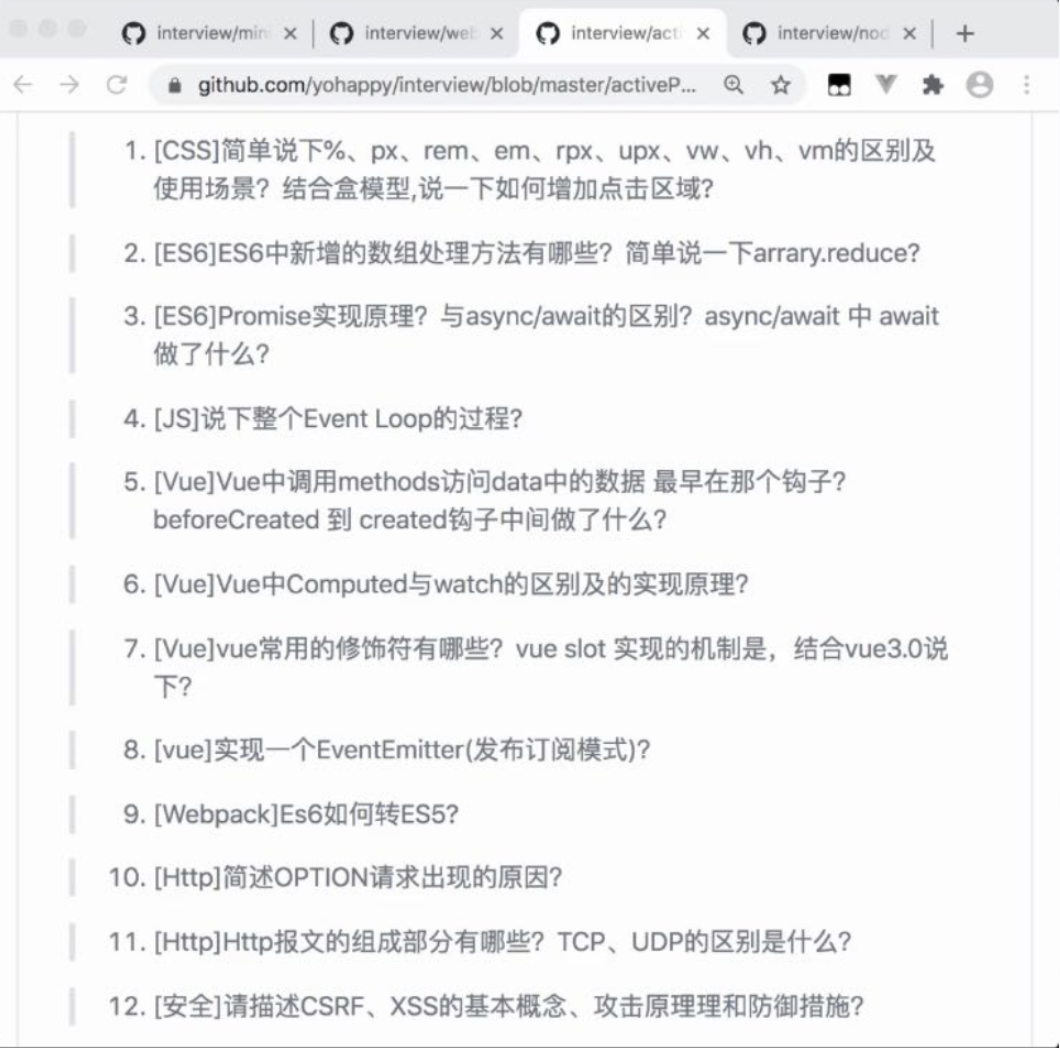 interview/min
interview/web
interview/acti
interview/nod
github.com/yohappy/interview/blob/master/activeP...
1. [CSS]简单说下%、px、rem、em、rpx、upx、vw、vh、vm的区别及
使用场景？结合盒模型,说一下如何增加点击区域？
2. [ES6]ES6中新增的数组处理方法有哪些？简单说一下arrary.reduce？
3. [ES6]Promise实现原理？与async/await的区别？async/await 中 await
做了什么？
4. [JS]说下整个Event Loop的过程？
5. [Vue]Vue中调用methods访问data中的数据 最早在那个钩子？
beforeCreated 到 created钩子中间做了什么？
6. [Vue]Vue中Computed与watch的区别及的实现原理？
7. [Vue]vue常用的修饰符有哪些？vue slot 实现的机制是，结合vue3.0说
下？
8. [vue]实现一个EventEmitter(发布订阅模式)？
9. [Webpack]Es6如何转ES5？
10. [Http]简述OPTION请求出现的原因？
11. [Http]Http报文的组成部分有哪些？TCP、UDP的区别是什么？
12. [安全]请描述CSRF、XSS的基本概念、攻击原理理和防御措施？